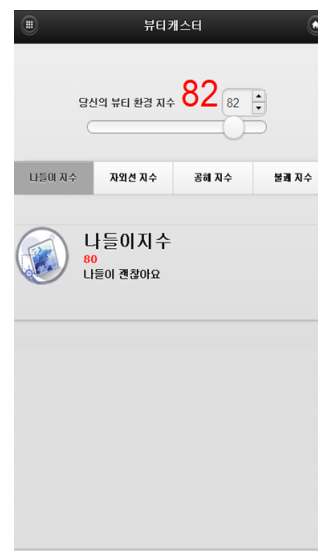 뷰티캐스터
당신의 뷰티 환경 지수 82 82
나들이 지수 자외선 지수 공해 지수 불쾌 지수
나들이지수
80
나들이 괜찮아요